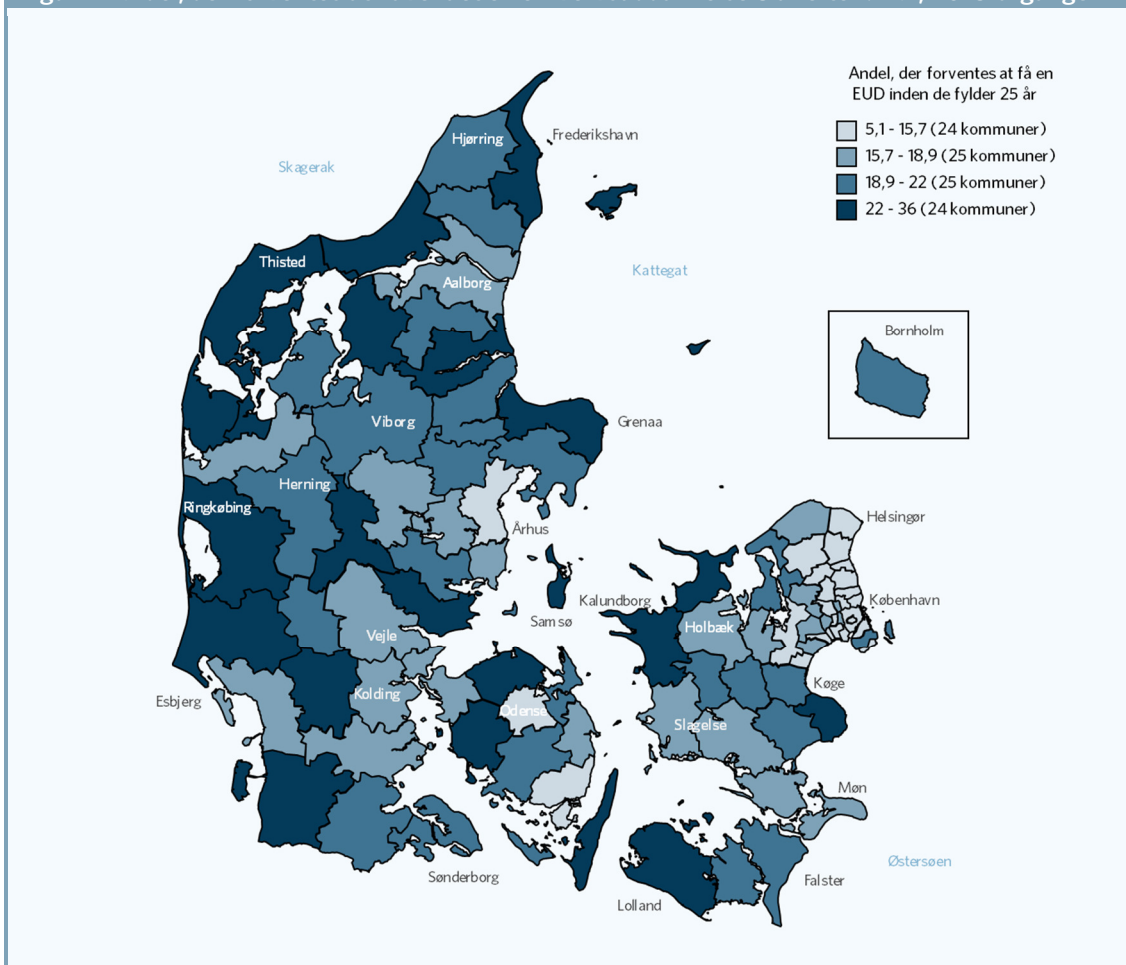 Andel, der forventes at få en
EUD inden de fylder 25 år
5,1 - 15,7 (24 kommuner)
15,7 - 18,9 (25 kommuner)
18,9 - 22 (25 kommuner)
22 - 36 (24 kommuner)
Hjørring
Frederikshavn
Skagerak
Thisted
Kattegat
Aalborg
Bornholm
Viborg
Grenaa
Herning
Ringkøbing
Helsingør
Århus
Kalundborg
København
Samsø
Holbæk
Vejle
Køge
Kolding
Esbjerg
Odense
Slagelse
Møn
Østersøen
Sønderborg
Falster
Lolland